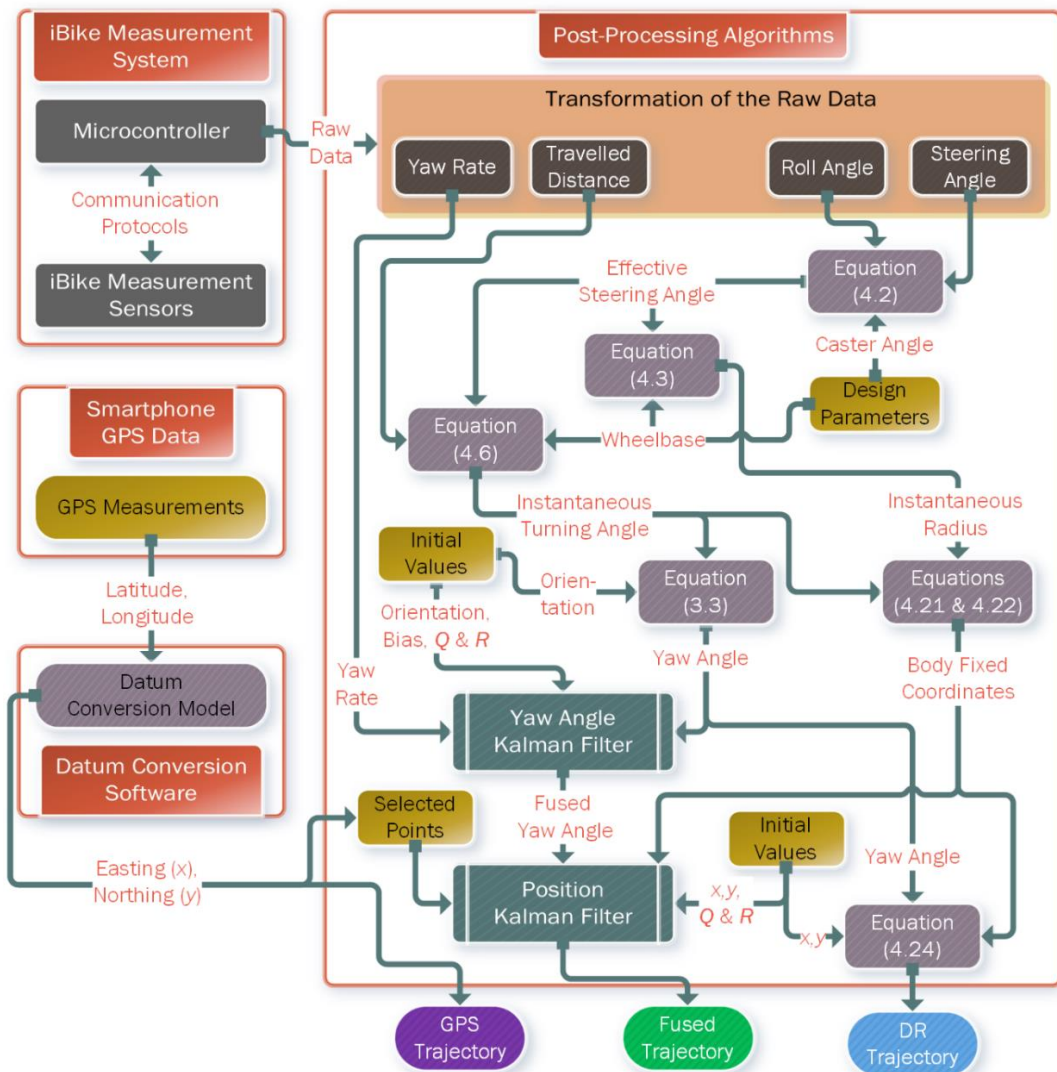 iBike Measurement
System
Microcontroller
Communication
Protocols
iBike Measurement
Sensors
Raw
Data
Post-Processing Algorithms
Transformation of the Raw Data
Yaw Rate
Travelled
Distance
Roll Angle
Steering
Angle
Effective
Steering Angle
Equation
(4.2)
Equation
(4.3)
Caster Angle
Design
Parameters
Equation
(4.6)
Wheelbase
Smartphone
GPS Data
GPS Measurements
Latitude,
Longitude
Datum
Conversion Model
Datum Conversion
Software
Instantaneous
Turning Angle
Instantaneous
Radius
Initial
Values
Orien-
tation
Equation
(3.3)
Equations
(4.21 & 4.22)
Orientation,
Bias, Q & R
Yaw Angle
Body Fixed
Coordinates
Yaw
Rate
Yaw Angle
Kalman Filter
Fused
Yaw Angle
Selected
Points
Initial
Values
Yaw Angle
Easting (x),
Northing (y)
Position
Kalman Filter
x,y,
Q & R
x,y
Equation
(4.24)
GPS
Trajectory
Fused
Trajectory
DR
Trajectory